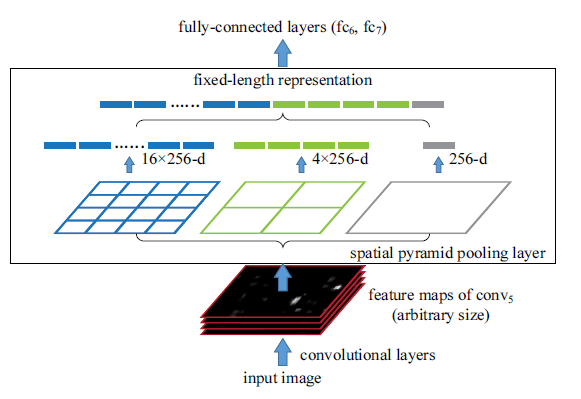 fully-connected layers (fc₆, fc₇)
fixed-length representation
......
......
16×256-d
4×256-d
256-d
spatial pyramid pooling layer
feature maps of conv₅
(arbitrary size)
convolutional layers
input image